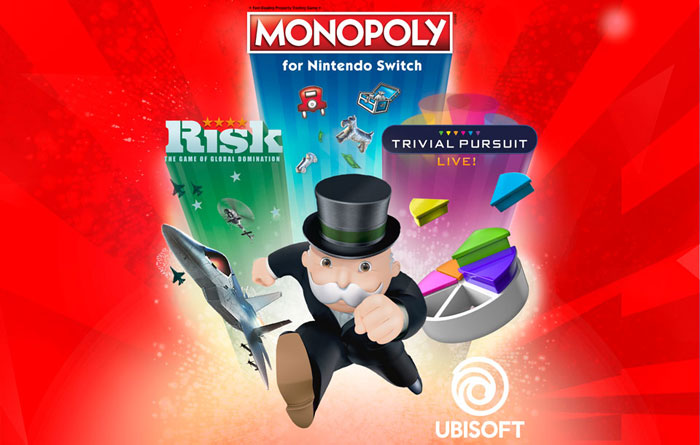 MONOPOLY
for Nintendo Switch
RISK
THE GAME OF GLOBAL DOMINATION
TRIVIAL PURSUIT
LIVE!
UBISOFT